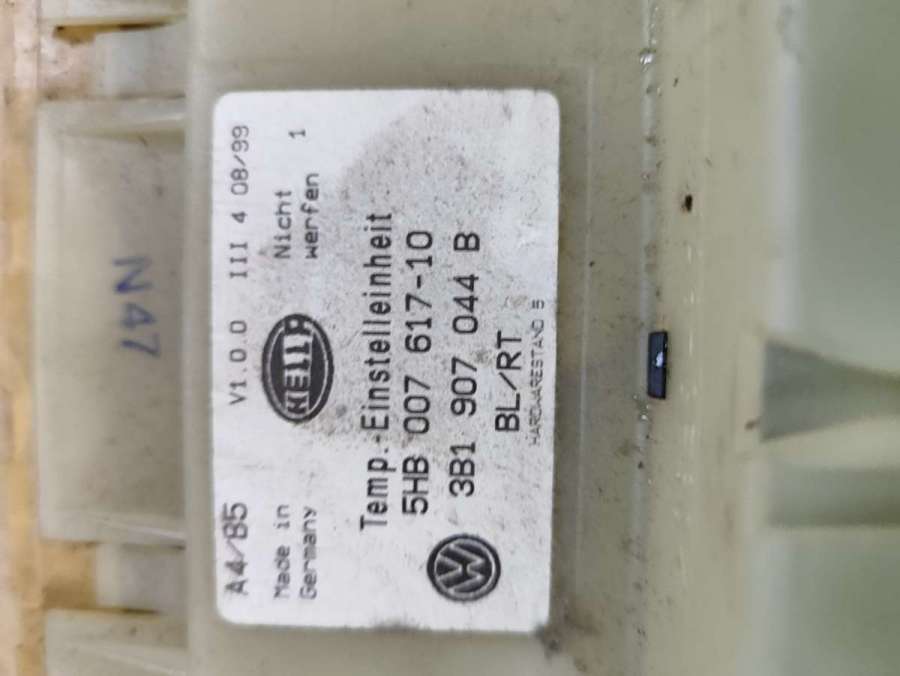 A4/B5 V1.0.0 III 4 08/99
Made in Germany
HELLA
Nicht werfen 1
Temp.-Einstelleinheit
5HB 007 617-10
3B1 907 044 B
BL/RT
HARDWARESTAND 5
N47